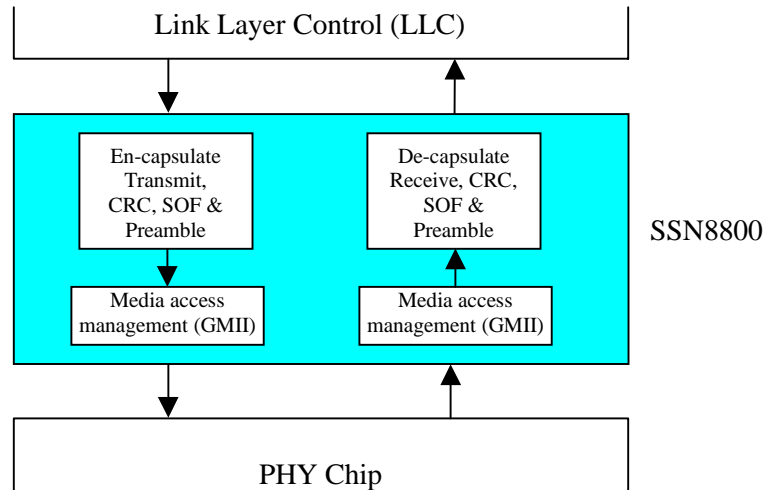 Link Layer Control (LLC)
En-capsulate
Transmit,
CRC, SOF &
Preamble
De-capsulate
Receive, CRC,
SOF &
Preamble
SSN8800
Media access
management (GMII)
Media access
management (GMII)
PHY Chip